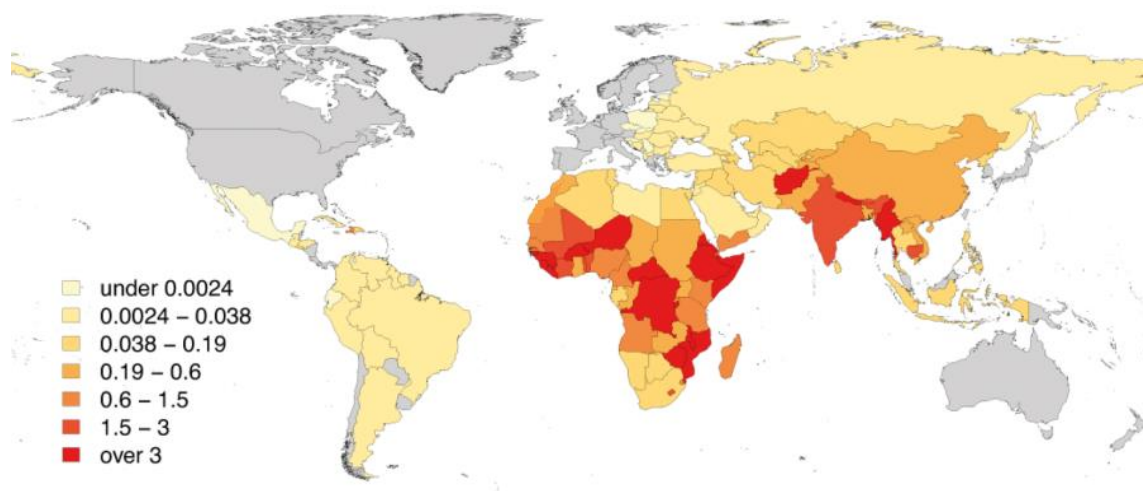 under 0.0024
0.0024 – 0.038
0.038 – 0.19
0.19 – 0.6
0.6 – 1.5
1.5 – 3
over 3